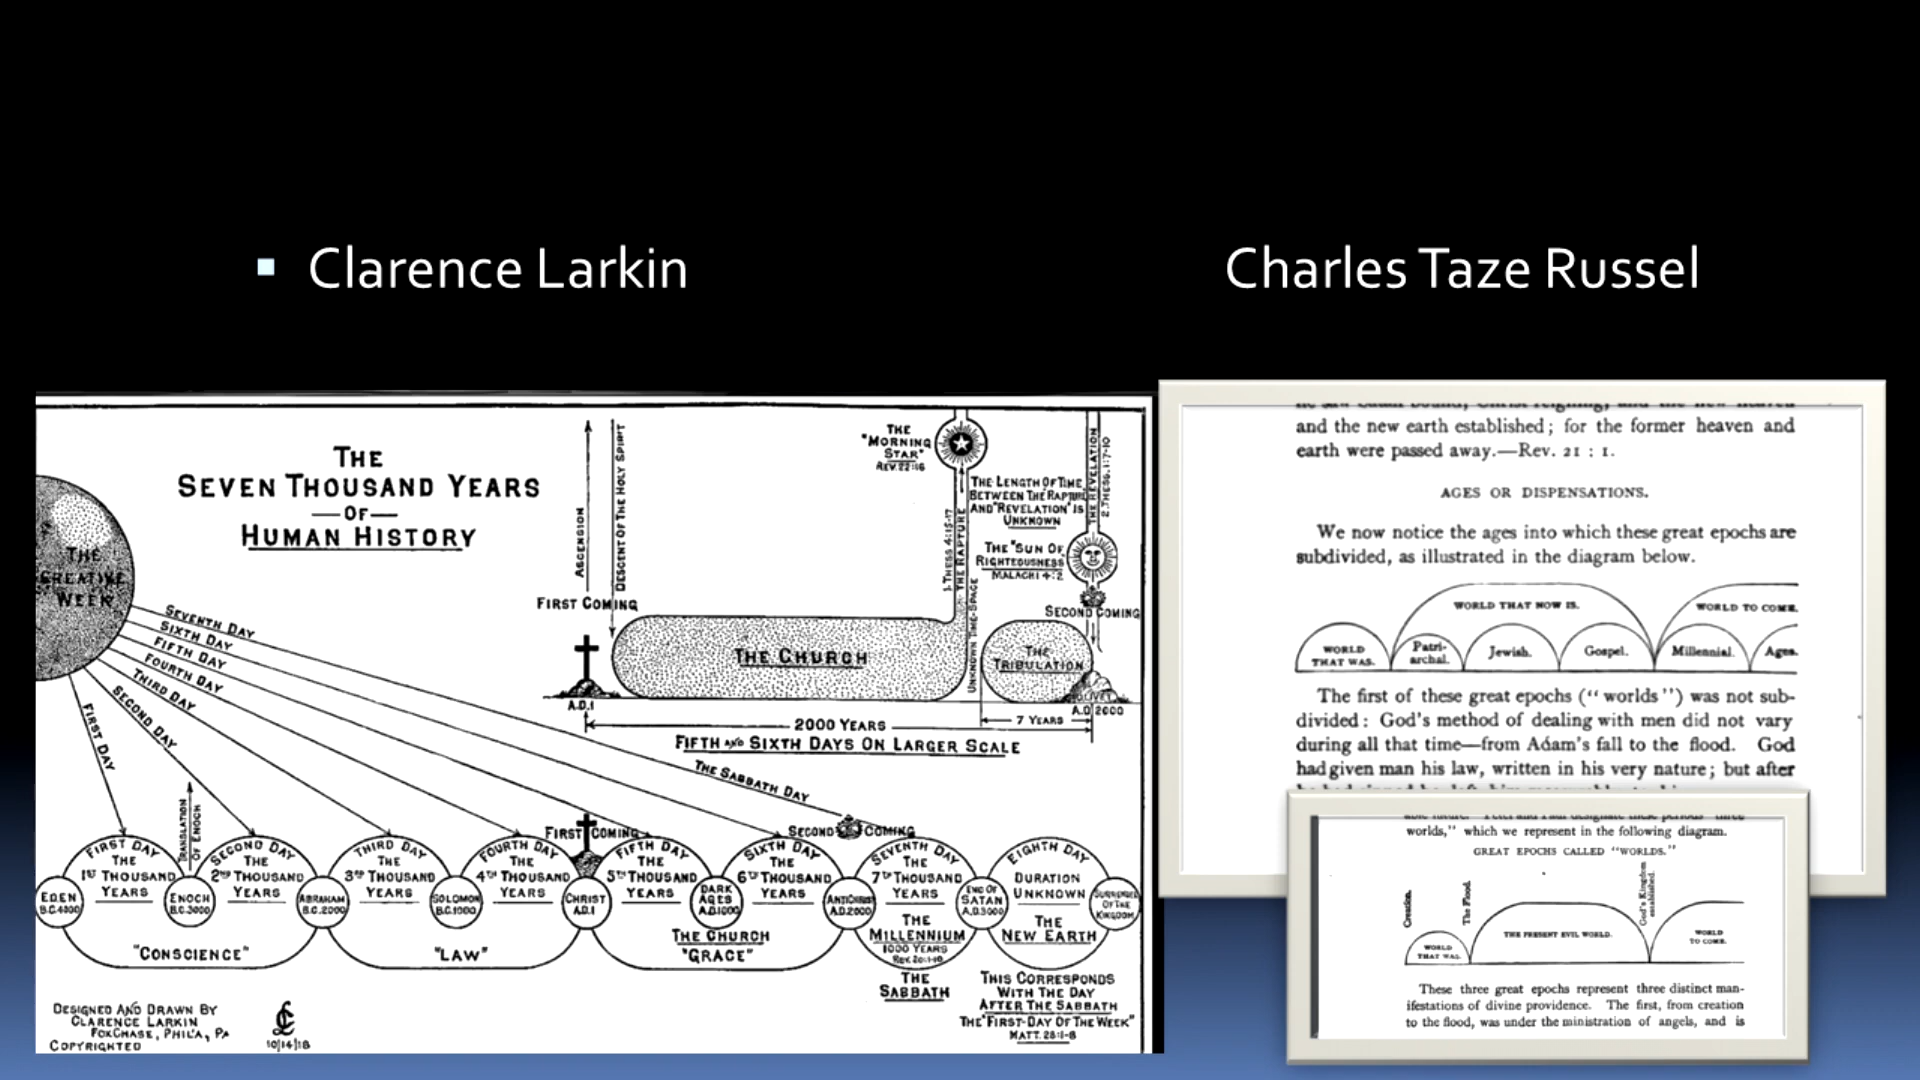 Clarence Larkin
Charles Taze Russel
THE
SEVEN THOUSAND YEARS
—OF—
HUMAN HISTORY
THE
CREATIVE
WEEK
ASCENSION
DESCENT OF THE HOLY SPIRIT
FIRST COMING
A.D.1
THE CHURCH
THE
"MORNING
STAR"
REV. 22:16
1. THESS 4:15-17
THE RAPTURE
UNKNOWN TIME-SPACE
THE LENGTH OF TIME
BETWEEN THE RAPTURE
AND "REVELATION" IS
UNKNOWN
THE REVELATION
2. THESS. 1:7-10
THE "SUN OF
RIGHTEOUSNESS
MALACHI 4:2
SECOND COMING
THE
TRIBULATION
OLIVET
A.D. 2000
2000 YEARS
7 YEARS
FIFTH AND SIXTH DAYS ON LARGER SCALE
SEVENTH DAY
SIXTH DAY
FIFTH DAY
FOURTH DAY
THIRD DAY
SECOND DAY
FIRST DAY
THE SABBATH DAY
TRANSLATION
OF ENOCH
FIRST COMING
SECOND COMING
FIRST DAY
THE
1ST THOUSAND
YEARS
SECOND DAY
THE
2ND THOUSAND
YEARS
THIRD DAY
THE
3RD THOUSAND
YEARS
FOURTH DAY
THE
4TH THOUSAND
YEARS
FIFTH DAY
THE
5TH THOUSAND
YEARS
SIXTH DAY
THE
6TH THOUSAND
YEARS
SEVENTH DAY
THE
7TH THOUSAND
YEARS
EIGHTH DAY
DURATION
UNKNOWN
EDEN
B.C.4000
ENOCH
B.C.3000
ABRAHAM
B.C.2000
SOLOMON
B.C.1000
CHRIST
A.D.1
DARK
AGES
A.D.1000
ANTICHRIST
A.D.2000
END OF
SATAN
A.D.3000
SURRENDER
OF THE
KINGDOM
"CONSCIENCE"
"LAW"
THE CHURCH
"GRACE"
THE
MILLENNIUM
1000 YEARS
REV. 20:1-10
THE
SABBATH
THE
NEW EARTH
THIS CORRESPONDS
WITH THE DAY
AFTER THE SABBATH
THE "FIRST-DAY OF THE WEEK"
MATT. 28:1-8
DESIGNED AND DRAWN BY
CLARENCE LARKIN
FOXCHASE, PHIL'A, PA
COPYRIGHTED
10/14/18
he saw Satan bound, Christ reigning, and the new heaven
and the new earth established; for the former heaven and
earth were passed away.—Rev. 21 : 1.
AGES OR DISPENSATIONS.
We now notice the ages into which these great epochs are
subdivided, as illustrated in the diagram below.
WORLD THAT NOW IS.
WORLD TO COME.
WORLD
THAT WAS.
Patri-
archal.
Jewish.
Gospel.
Millennial.
Ages.
The first of these great epochs ("worlds") was not sub-
divided: God's method of dealing with men did not vary
during all that time—from Adam's fall to the flood. God
had given man his law, written in his very nature; but after
worlds," which we represent in the following diagram.
GREAT EPOCHS CALLED "WORLDS."
Creation.
The Flood.
God's Kingdom
established.
WORLD
THAT WAS.
THE PRESENT EVIL WORLD.
WORLD
TO COME.
These three great epochs represent three distinct man-
ifestations of divine providence. The first, from creation
to the flood, was under the ministration of angels, and is